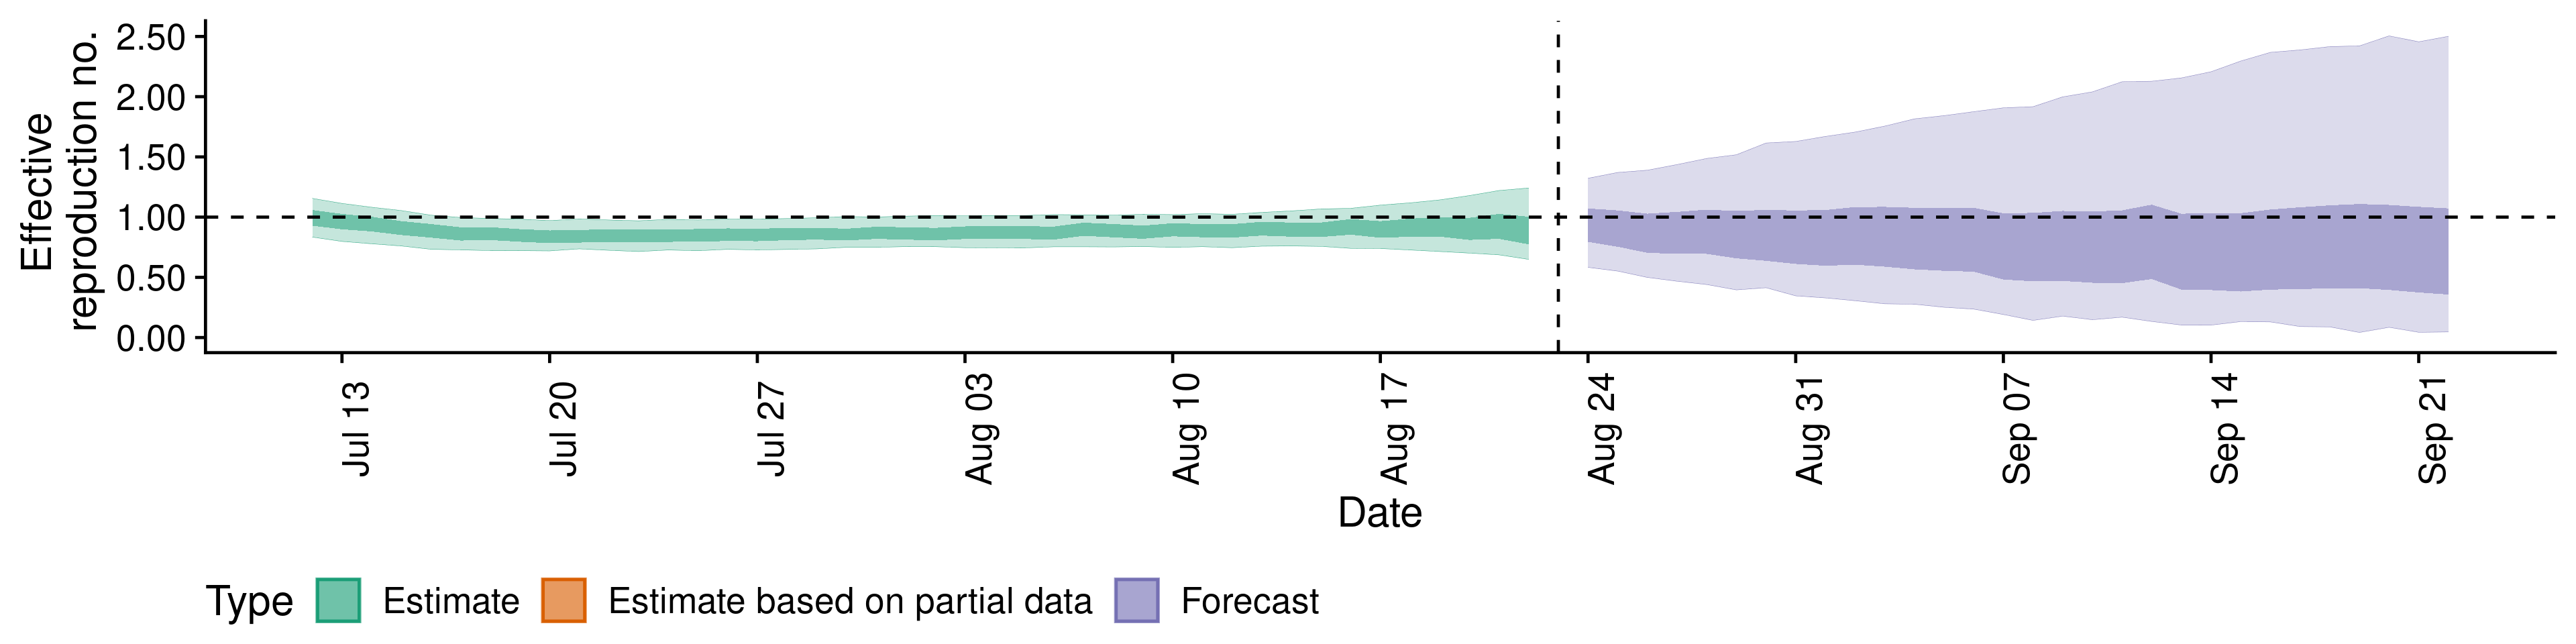 Effective
reproduction no.
2.50
2.00
1.50
1.00
0.50
0.00
Jul 13
Jul 20
Jul 27
Aug 03
Aug 10
Aug 17
Aug 24
Aug 31
Sep 07
Sep 14
Sep 21
Date
Type Estimate Estimate based on partial data Forecast